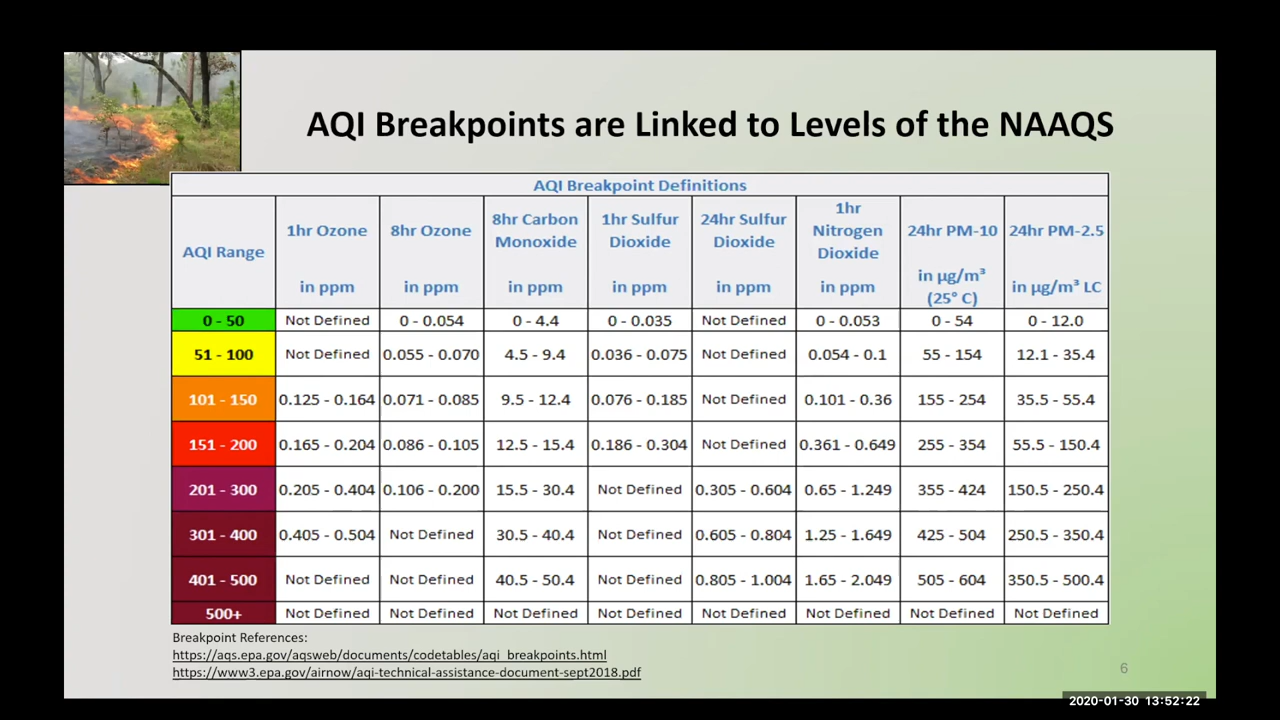 AQI Breakpoints are Linked to Levels of the NAAQS
AQI Breakpoint Definitions
AQI Range 1hr Ozone in ppm 8hr Ozone in ppm 8hr Carbon Monoxide in ppm 1hr Sulfur Dioxide in ppm 24hr Sulfur Dioxide in ppm 1hr Nitrogen Dioxide in ppm 24hr PM-10 in µg/m³ (25° C) 24hr PM-2.5 in µg/m³ LC
0 - 50 Not Defined 0 - 0.054 0 - 4.4 0 - 0.035 Not Defined 0 - 0.053 0 - 54 0 - 12.0
51 - 100 Not Defined 0.055 - 0.070 4.5 - 9.4 0.036 - 0.075 Not Defined 0.054 - 0.1 55 - 154 12.1 - 35.4
101 - 150 0.125 - 0.164 0.071 - 0.085 9.5 - 12.4 0.076 - 0.185 Not Defined 0.101 - 0.36 155 - 254 35.5 - 55.4
151 - 200 0.165 - 0.204 0.086 - 0.105 12.5 - 15.4 0.186 - 0.304 Not Defined 0.361 - 0.649 255 - 354 55.5 - 150.4
201 - 300 0.205 - 0.404 0.106 - 0.200 15.5 - 30.4 Not Defined 0.305 - 0.604 0.65 - 1.249 355 - 424 150.5 - 250.4
301 - 400 0.405 - 0.504 Not Defined 30.5 - 40.4 Not Defined 0.605 - 0.804 1.25 - 1.649 425 - 504 250.5 - 350.4
401 - 500 Not Defined Not Defined 40.5 - 50.4 Not Defined 0.805 - 1.004 1.65 - 2.049 505 - 604 350.5 - 500.4
500+ Not Defined Not Defined Not Defined Not Defined Not Defined Not Defined Not Defined Not Defined
Breakpoint References:
https://aqs.epa.gov/aqsweb/documents/codetables/aqi_breakpoints.html
https://www3.epa.gov/airnow/aqi-technical-assistance-document-sept2018.pdf
6
2020-01-30 13:52:22